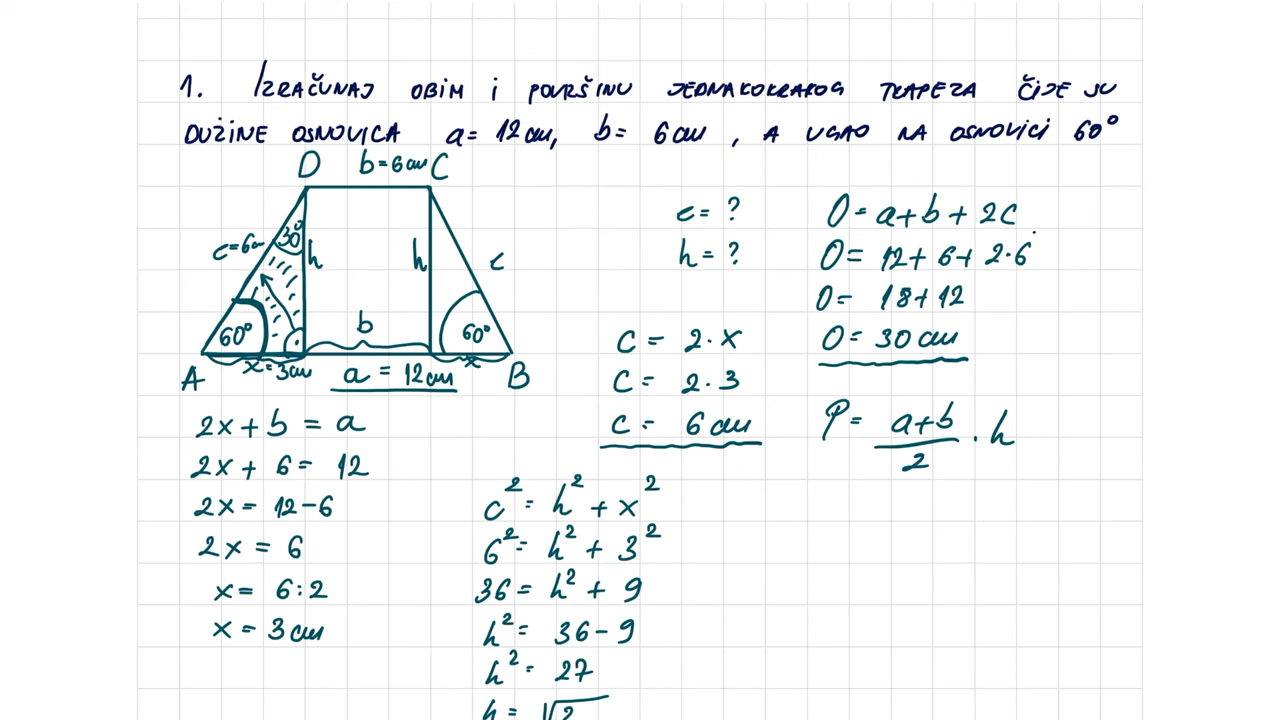 1. IZRAČUNAJ OBIM I POVRŠINU JEDNAKOKRAKOG TRAPEZA ČIJE SU
DUŽINE OSNOVICA a = 12 cm, b = 6 cm, A UGAO NA OSNOVICI 60°
D b = 6 cm C
c = 6 cm
30°
h
h
c
60°
b
60°
A
x = 3 cm
a = 12 cm
x
B
2x + b = a
2x + 6 = 12
2x = 12 - 6
2x = 6
x = 6 : 2
x = 3 cm
c = ?
h = ?
C = 2 · x
C = 2 · 3
C = 6 cm
c² = h² + x²
6² = h² + 3²
36 = h² + 9
h² = 36 - 9
h² = 27
h = √2
O = a + b + 2c
O = 12 + 6 + 2 · 6
O = 18 + 12
O = 30 cm
P = (a+b)/2 · h